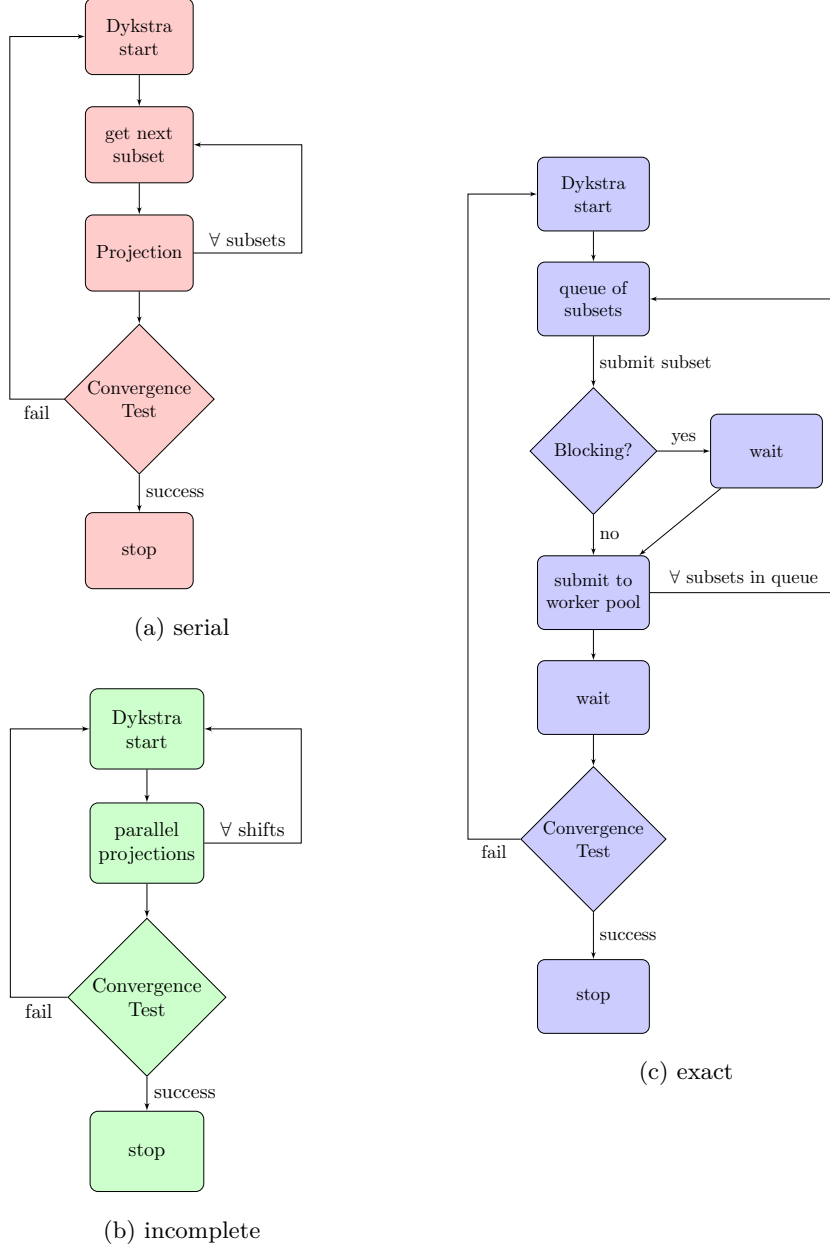 Dykstra
start
get next
subset
Projection
∀ subsets
Convergence
Test
fail
success
stop
(a) serial
Dykstra
start
parallel
projections
∀ shifts
Convergence
Test
fail
success
stop
(b) incomplete
Dykstra
start
queue of
subsets
submit subset
Blocking?
yes
wait
no
submit to
worker pool
∀ subsets in queue
wait
Convergence
Test
fail
success
stop
(c) exact